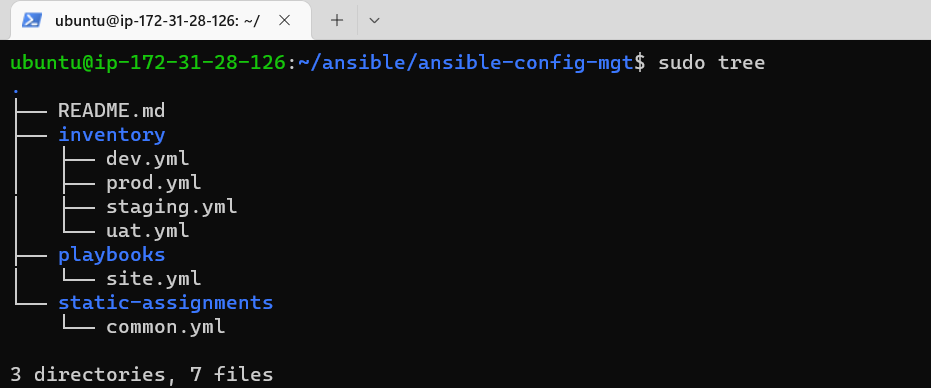 ubuntu@ip-172-31-28-126: ~/
ubuntu@ip-172-31-28-126:~/ansible/ansible-config-mgt$ sudo tree
.
├── README.md
├── inventory
│   ├── dev.yml
│   ├── prod.yml
│   ├── staging.yml
│   └── uat.yml
├── playbooks
│   └── site.yml
└── static-assignments
    └── common.yml

3 directories, 7 files